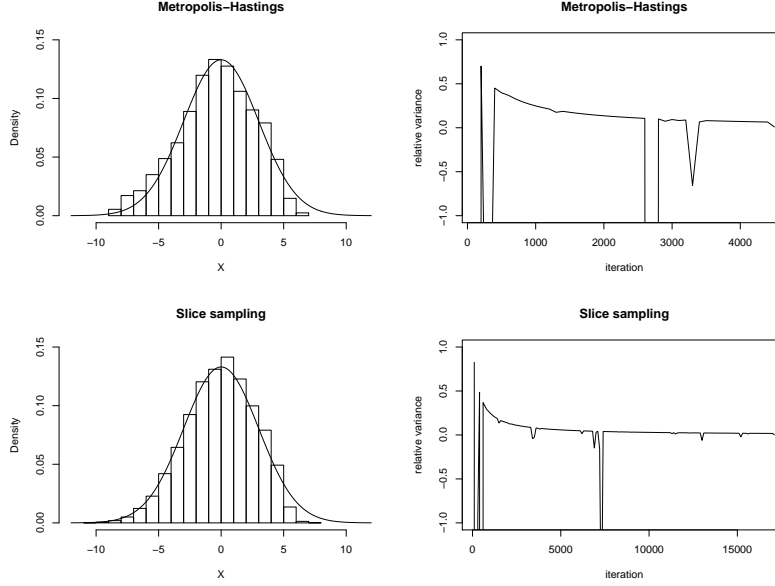 Metropolis−Hastings
Density
0.00 0.05 0.10 0.15
−10 −5 0 5 10
X
Metropolis−Hastings
relative variance
−1.0 −0.5 0.0 0.5 1.0
0 1000 2000 3000 4000
iteration
Slice sampling
Density
0.00 0.05 0.10 0.15
−10 −5 0 5 10
X
Slice sampling
relative variance
−1.0 −0.5 0.0 0.5 1.0
0 5000 10000 15000
iteration